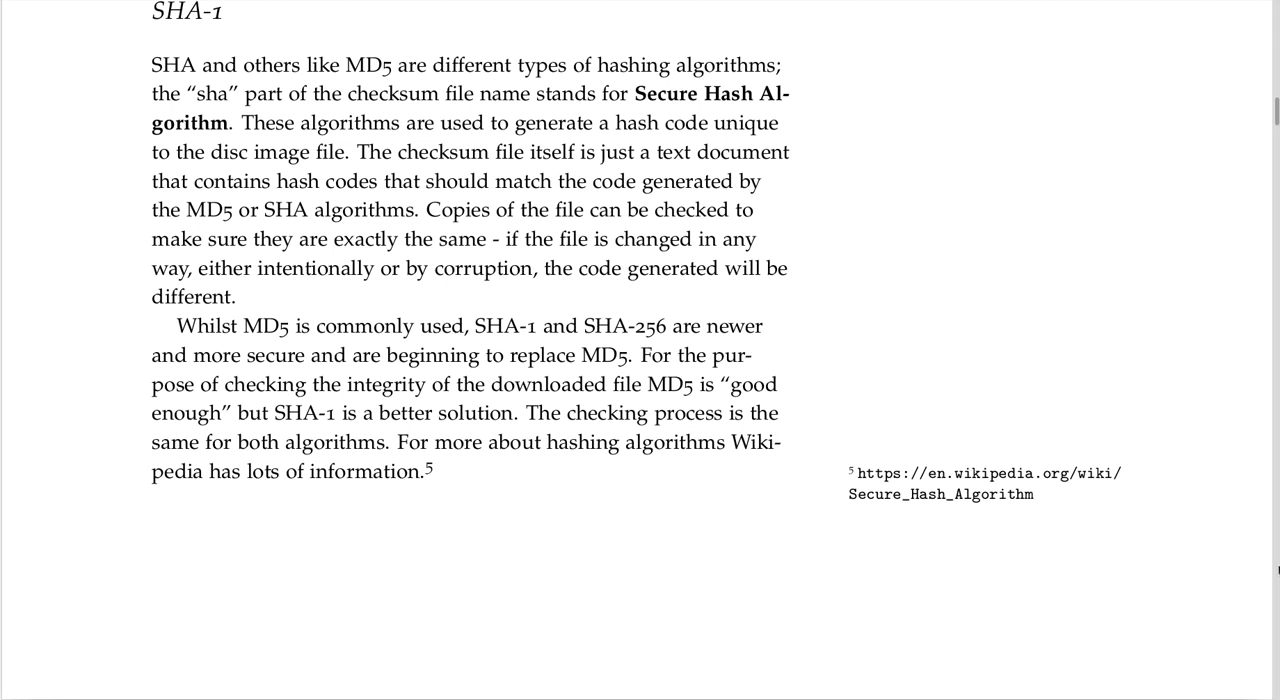 SHA-1
SHA and others like MD5 are different types of hashing algorithms;
the “sha” part of the checksum file name stands for Secure Hash Al-
gorithm. These algorithms are used to generate a hash code unique
to the disc image file. The checksum file itself is just a text document
that contains hash codes that should match the code generated by
the MD5 or SHA algorithms. Copies of the file can be checked to
make sure they are exactly the same - if the file is changed in any
way, either intentionally or by corruption, the code generated will be
different.
Whilst MD5 is commonly used, SHA-1 and SHA-256 are newer
and more secure and are beginning to replace MD5. For the pur-
pose of checking the integrity of the downloaded file MD5 is “good
enough” but SHA-1 is a better solution. The checking process is the
same for both algorithms. For more about hashing algorithms Wiki-
pedia has lots of information.5
5 https://en.wikipedia.org/wiki/
Secure_Hash_Algorithm